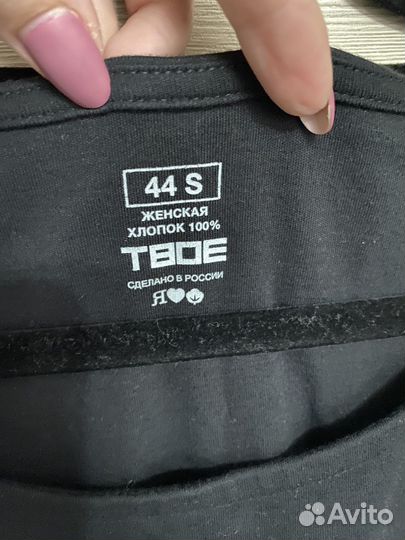 44 S
ЖЕНСКАЯ
ХЛОПОК 100%
ТВОЕ
СДЕЛАНО В РОССИИ
Я
Avito